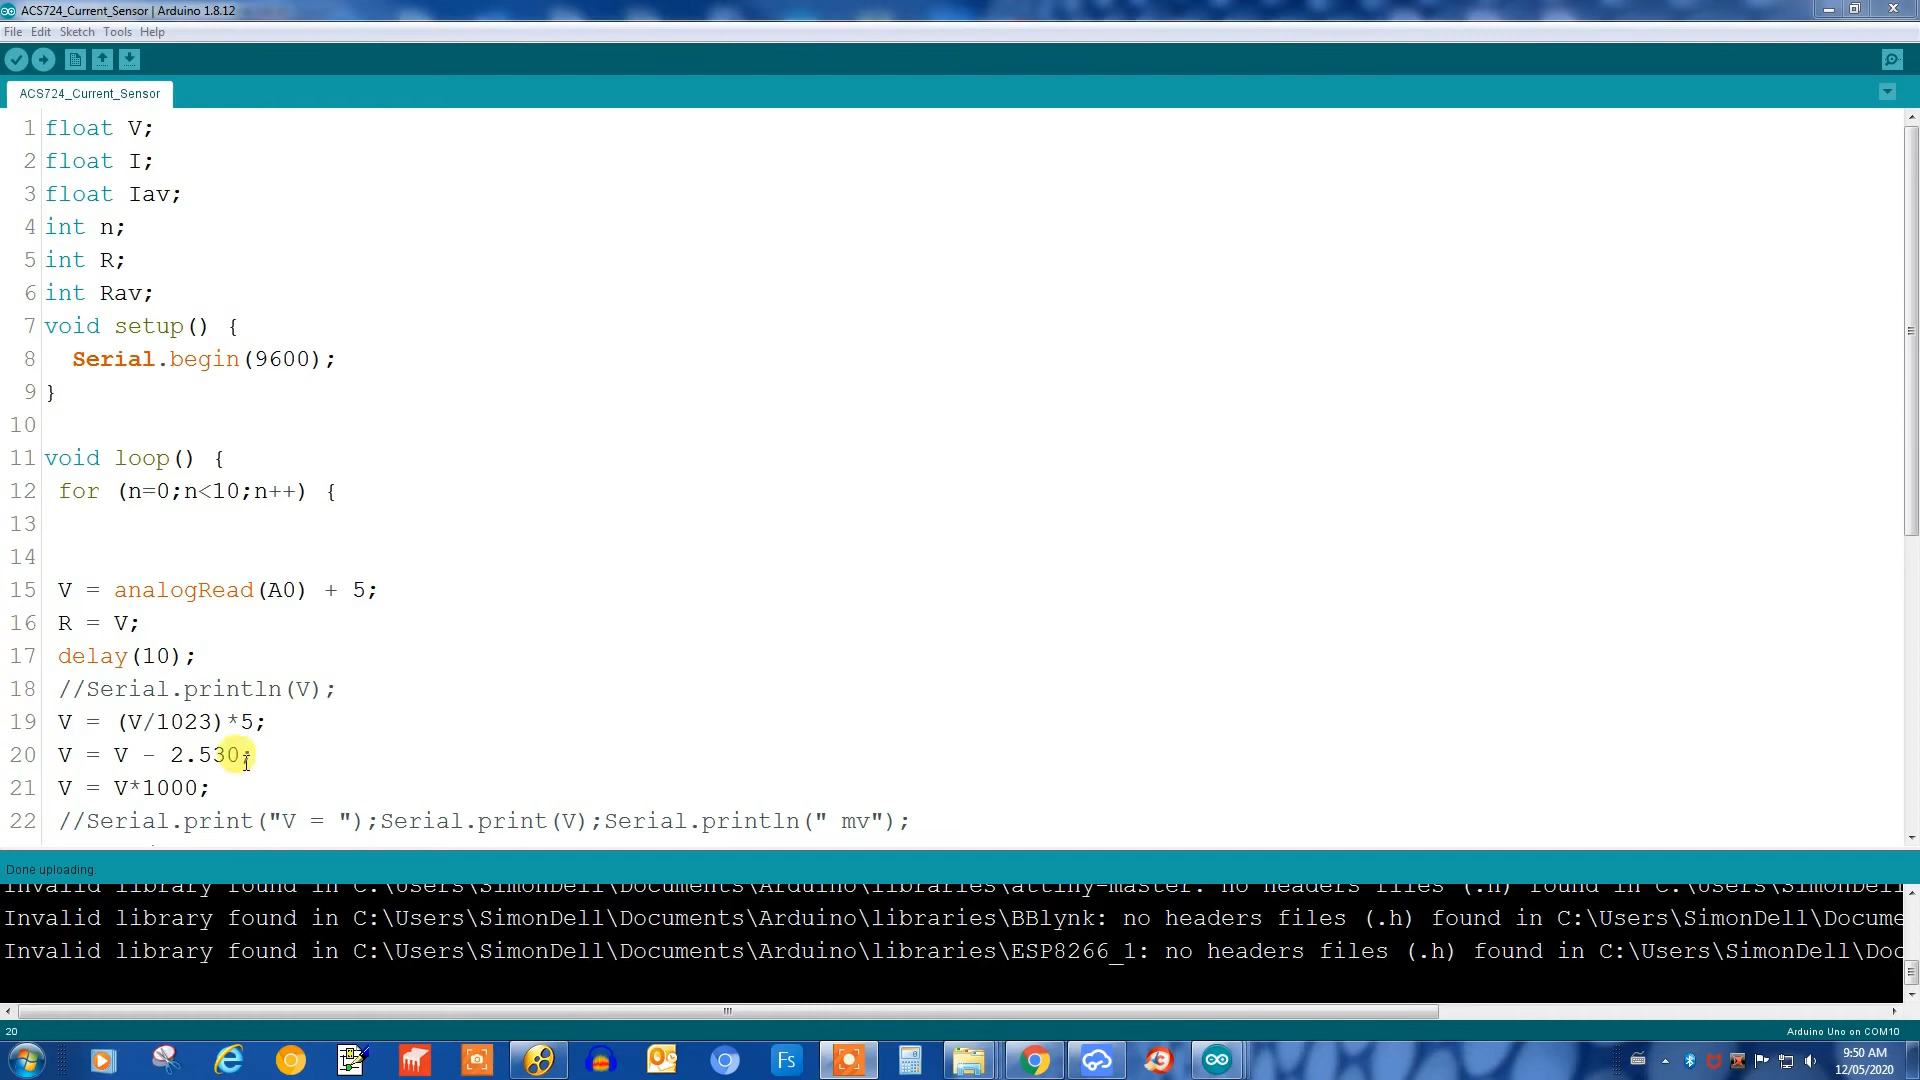 ACS724_Current_Sensor | Arduino 1.8.12
File Edit Sketch Tools Help
ACS724_Current_Sensor
1 float V;
2 float I;
3 float Iav;
4 int n;
5 int R;
6 int Rav;
7 void setup() {
8 Serial.begin(9600);
9 }
10
11 void loop() {
12 for (n=0;n<10;n++) {
13
14
15 V = analogRead(A0) + 5;
16 R = V;
17 delay(10);
18 //Serial.println(V);
19 V = (V/1023)*5;
20 V = V - 2.530;
21 V = V*1000;
22 //Serial.print("V = ");Serial.print(V);Serial.println(" mv");
Done uploading.
Invalid library found in C:\Users\SimonDell\Documents\Arduino\libraries\attiny-master: no headers files (.h) found in C:\Users\SimonDell
Invalid library found in C:\Users\SimonDell\Documents\Arduino\libraries\BBlynk: no headers files (.h) found in C:\Users\SimonDell\Docume
Invalid library found in C:\Users\SimonDell\Documents\Arduino\libraries\ESP8266_1: no headers files (.h) found in C:\Users\SimonDell\Doc
20
Arduino Uno on COM10
Fs
9:50 AM
12/05/2020